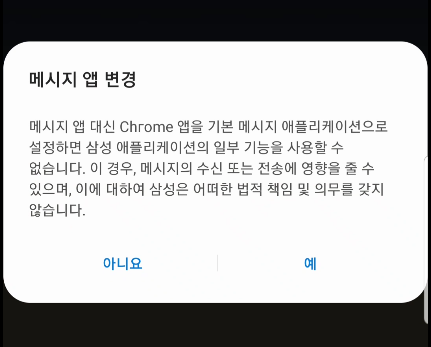 메시지 앱 변경
메시지 앱 대신 Chrome 앱을 기본 메시지 애플리케이션으로
설정하면 삼성 애플리케이션의 일부 기능을 사용할 수
없습니다. 이 경우, 메시지의 수신 또는 전송에 영향을 줄 수
있으며, 이에 대하여 삼성은 어떠한 법적 책임 및 의무를 갖지
않습니다.
아니요
예